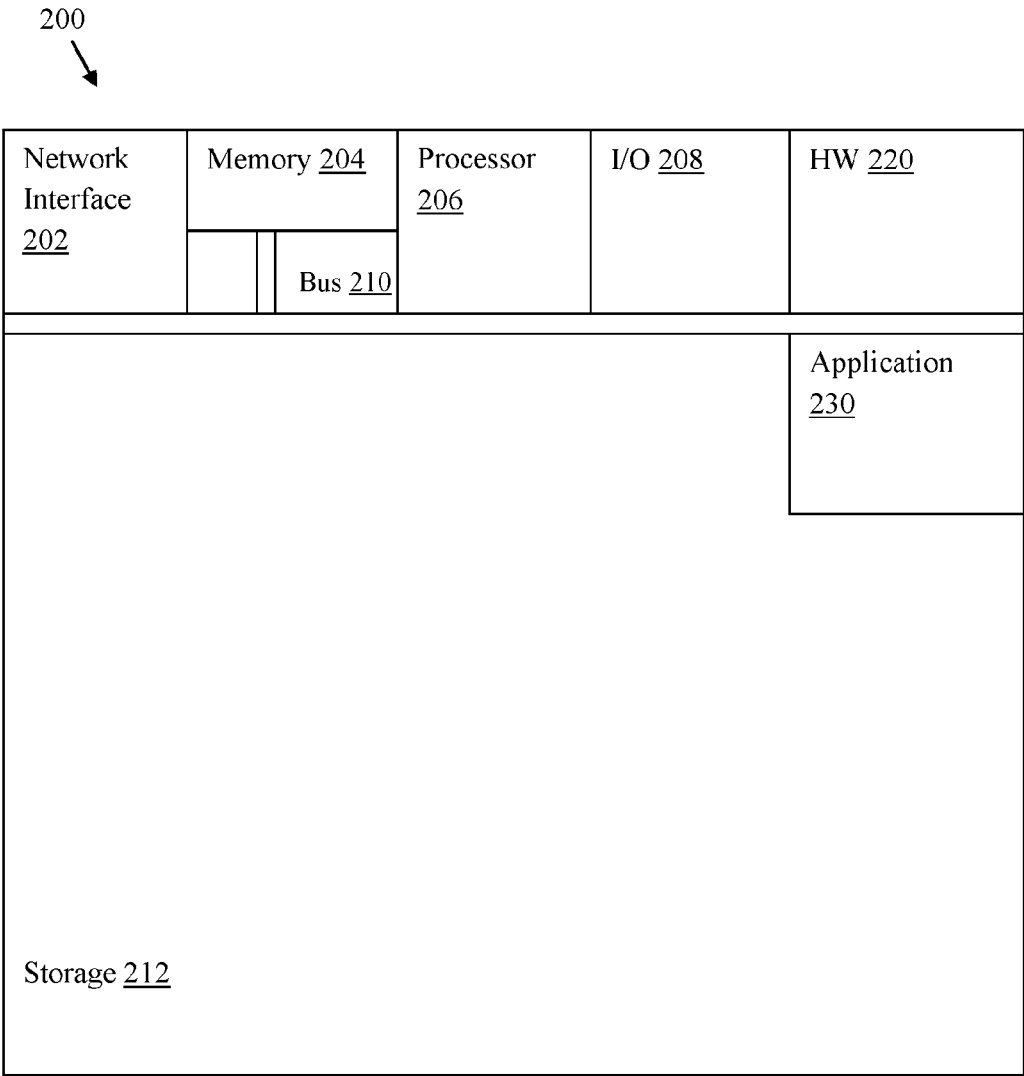 200
Network
Interface
202
Memory 204
Bus 210
Processor
206
I/O 208
HW 220
Application
230
Storage 212